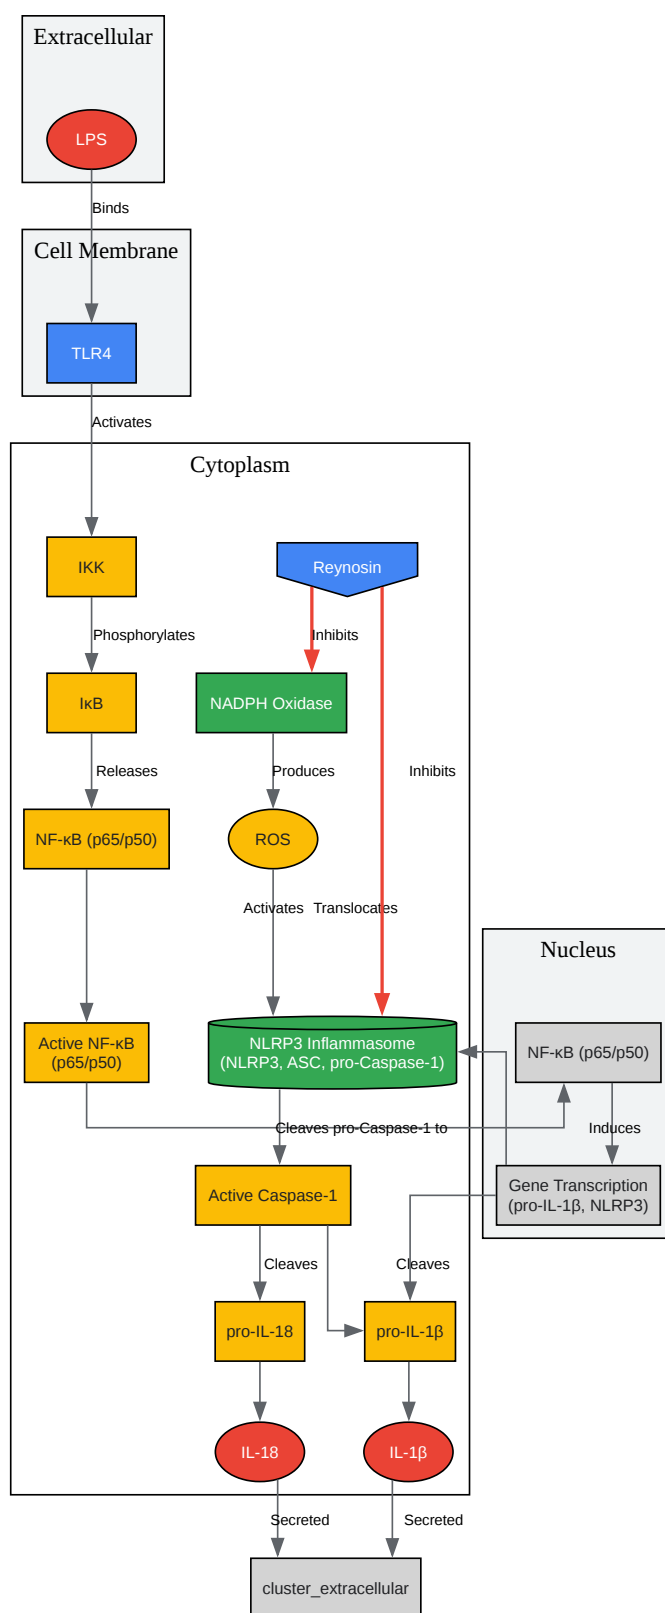 Extracellular
LPS
Binds
Cell Membrane
TLR4
Activates
Cytoplasm
IKK
Reynosin
Phosphorylates
Inhibits
IκB
NADPH Oxidase
Releases
Produces
Inhibits
NF-κB (p65/p50)
ROS
Activates
Translocates
Nucleus
Active NF-κB
(p65/p50)
NLRP3 Inflammasome
(NLRP3, ASC, pro-Caspase-1)
NF-κB (p65/p50)
Cleaves pro-Caspase-1 to
Induces
Active Caspase-1
Gene Transcription
(pro-IL-1β, NLRP3)
Cleaves
Cleaves
pro-IL-18
pro-IL-1β
IL-18
IL-1β
Secreted
Secreted
cluster_extracellular